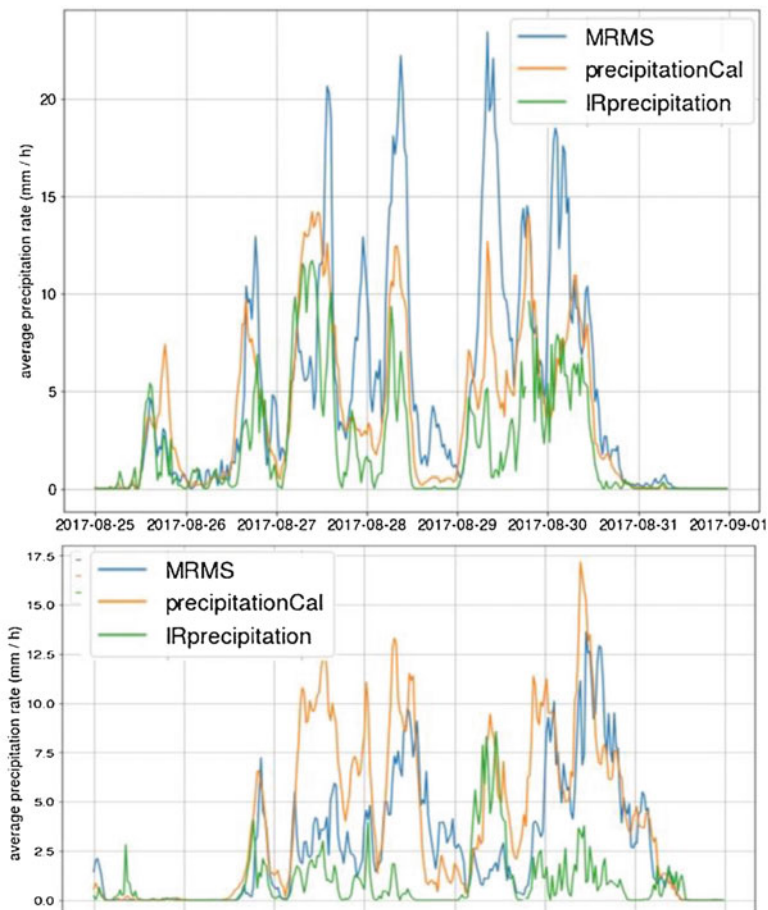 MRMS
precipitationCal
IRprecipitation
average precipitation rate (mm / h)
20
15
10
5
0
2017-08-25 2017-08-26 2017-08-27 2017-08-28 2017-08-29 2017-08-30 2017-08-31 2017-09-01
MRMS
precipitationCal
IRprecipitation
average precipitation rate (mm / h)
17.5
15.0
12.5
10.0
7.5
5.0
2.5
0.0